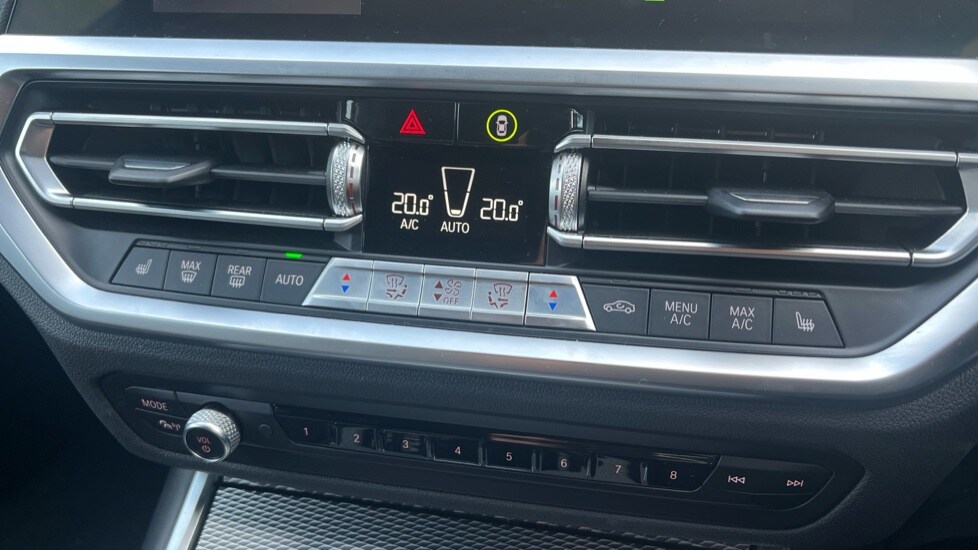 20.0°
A/C
AUTO
20.0°
MAX
REAR
AUTO
OFF
MENU
A/C
MAX
A/C
MODE
VOL
1 2 3 4 5 6 7 8